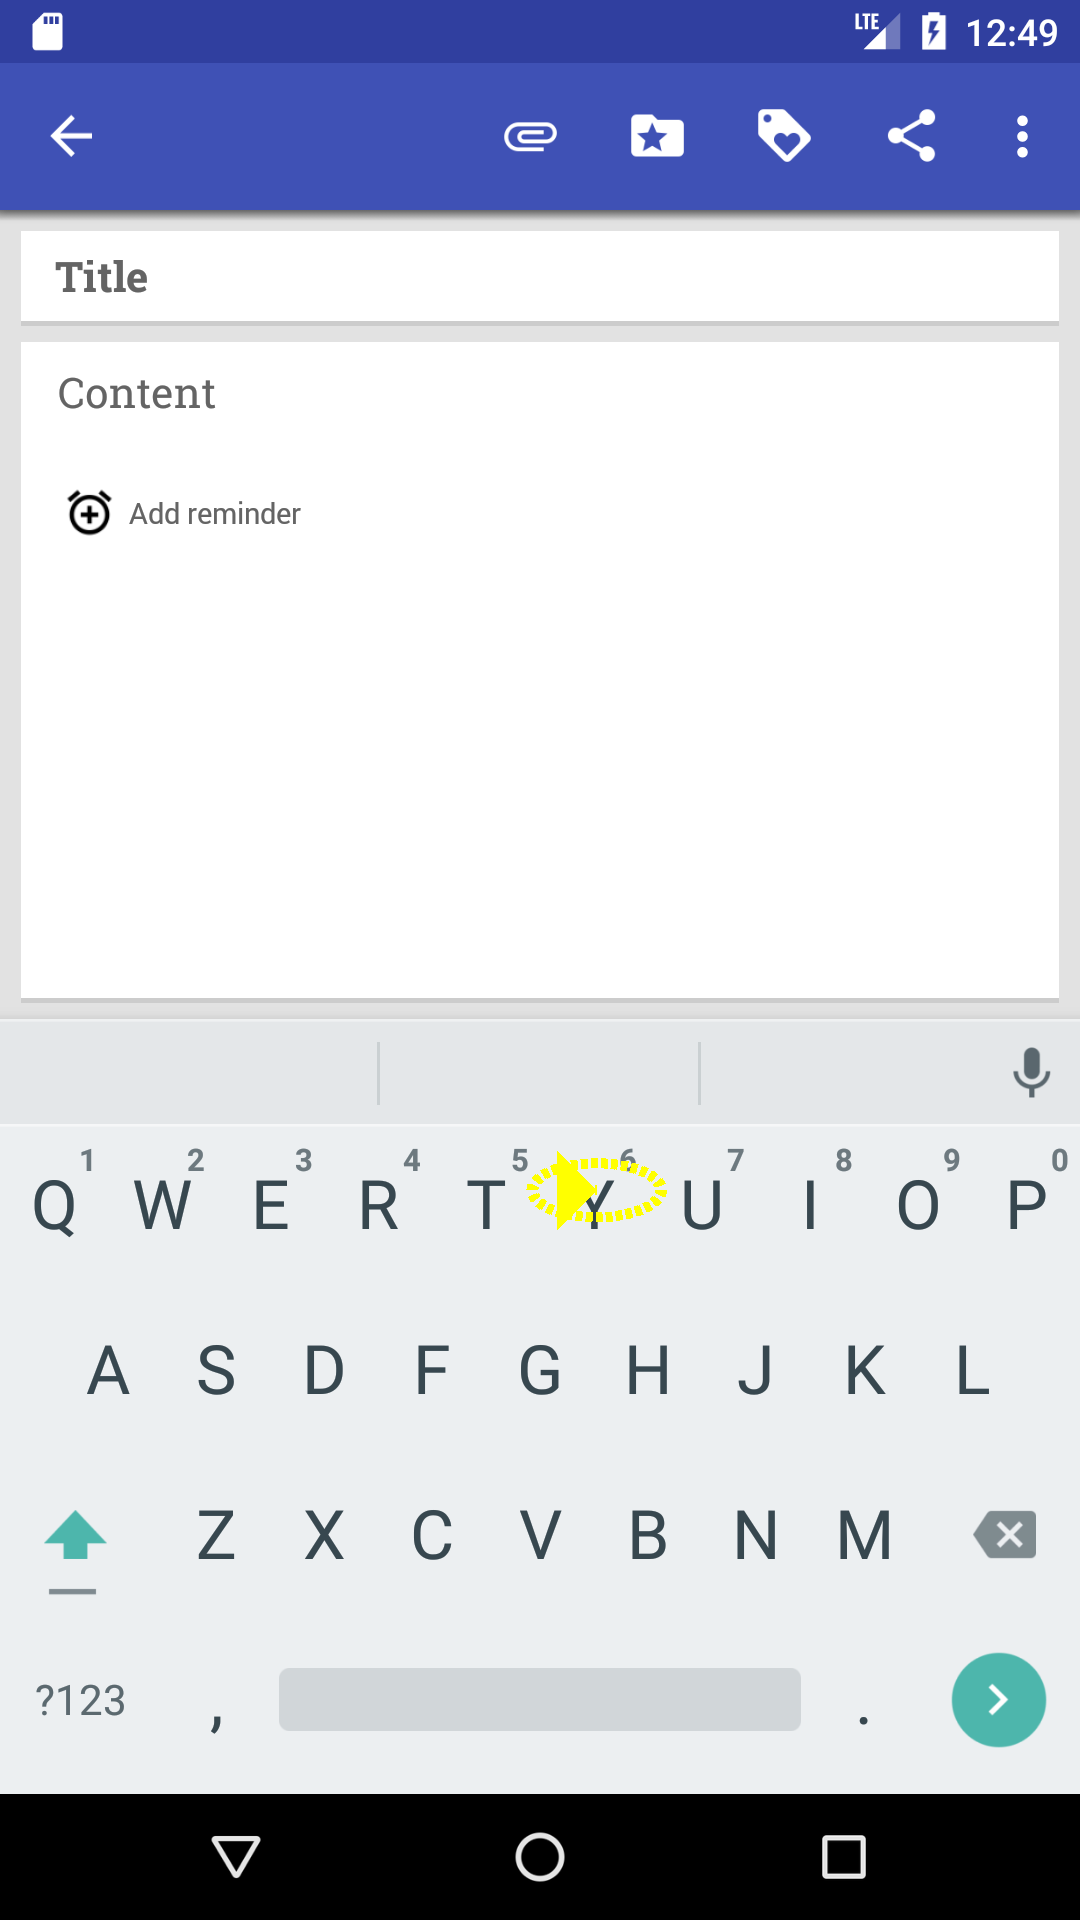 LTE 12:49
Title
Content
Add reminder
1 2 3 4 5 6 7 8 9 0
Q W E R T Y U I O P
A S D F G H J K L
Z X C V B N M
?123 , .